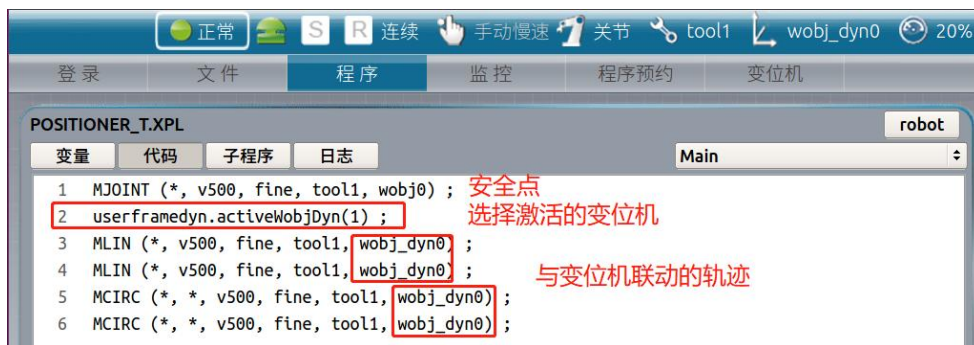 正常 S R 连续 手动慢速 关节 tool1 wobj_dyn0 20%
登录 文件 程序 监控 程序预约 变位机
POSITIONER_T.XPL robot
变量 代码 子程序 日志 Main
1 MJOINT (*, v500, fine, tool1, wobj0) ; 安全点
2 userframedyn.activeWobjDyn(1) ; 选择激活的变位机
3 MLIN (*, v500, fine, tool1, wobj_dyn0) ;
4 MLIN (*, v500, fine, tool1, wobj_dyn0) ; 与变位机联动的轨迹
5 MCIRC (*, *, v500, fine, tool1, wobj_dyn0) ;
6 MCIRC (*, *, v500, fine, tool1, wobj_dyn0) ;